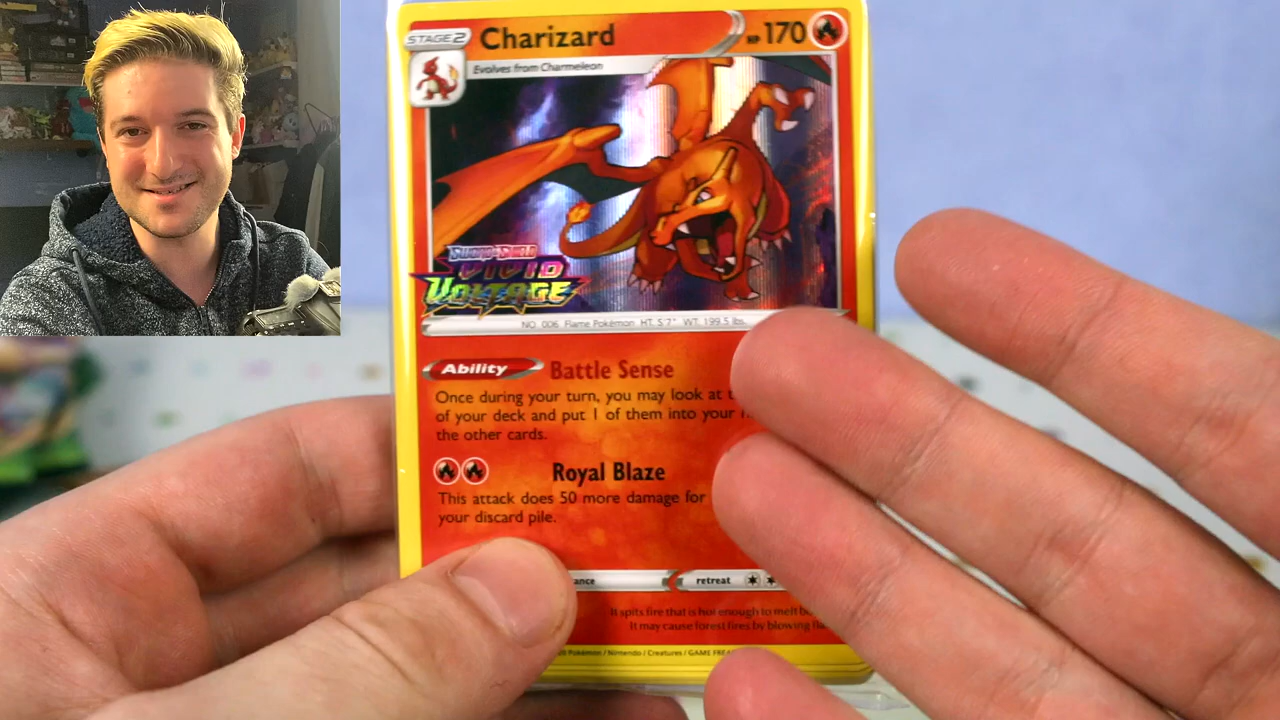 STAGE 2
Charizard
HP 170
Evolves from Charmeleon
SWORD & SHIELD
VIVID
VOLTAGE
NO. 006 Flame Pokémon HT. 5'7" WT. 199.5 lbs.
Ability Battle Sense
Once during your turn, you may look at
of your deck and put 1 of them into your
the other cards.
Royal Blaze
This attack does 50 more damage for
your discard pile.
retreat
It spits fire that is hot enough to melt
It may cause forest fires by blowing
Pokémon / Nintendo / Creatures / GAME